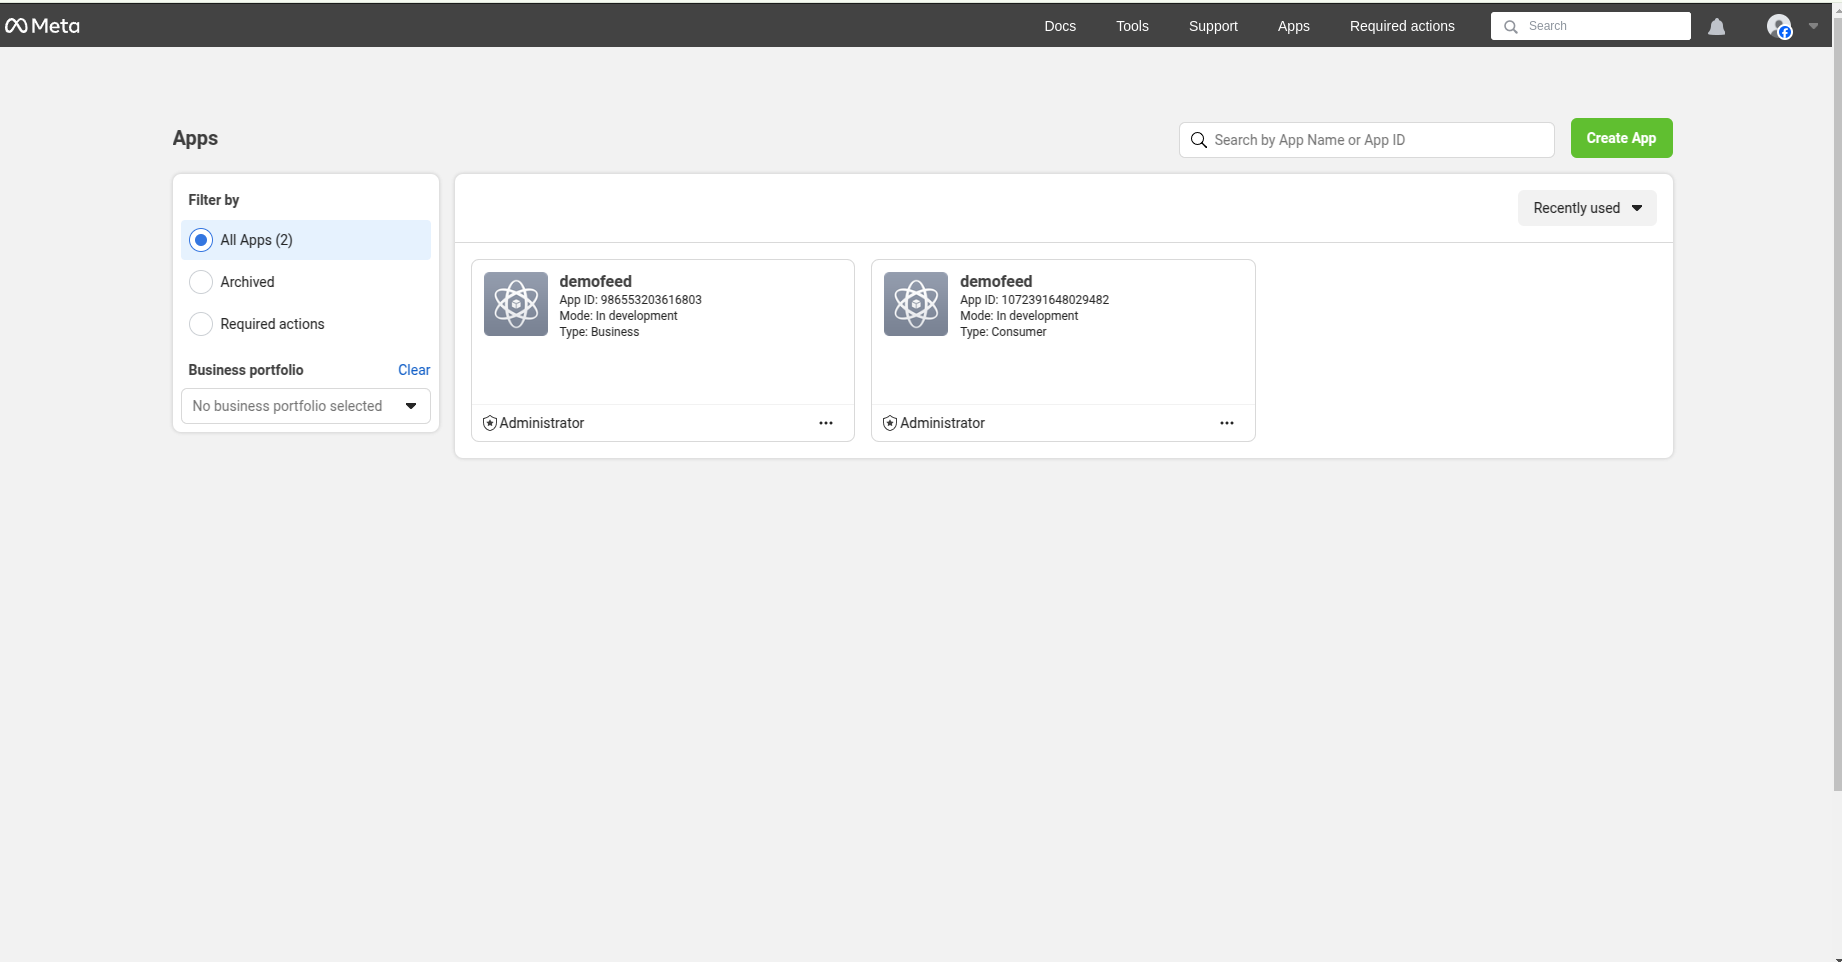 Meta
Docs Tools Support Apps Required actions Search
Apps
Search by App Name or App ID
Create App
Filter by
All Apps (2)
Archived
Required actions
Business portfolio Clear
No business portfolio selected
Recently used
demofeed
App ID: 986553203616803
Mode: In development
Type: Business
Administrator
demofeed
App ID: 1072391648029482
Mode: In development
Type: Consumer
Administrator